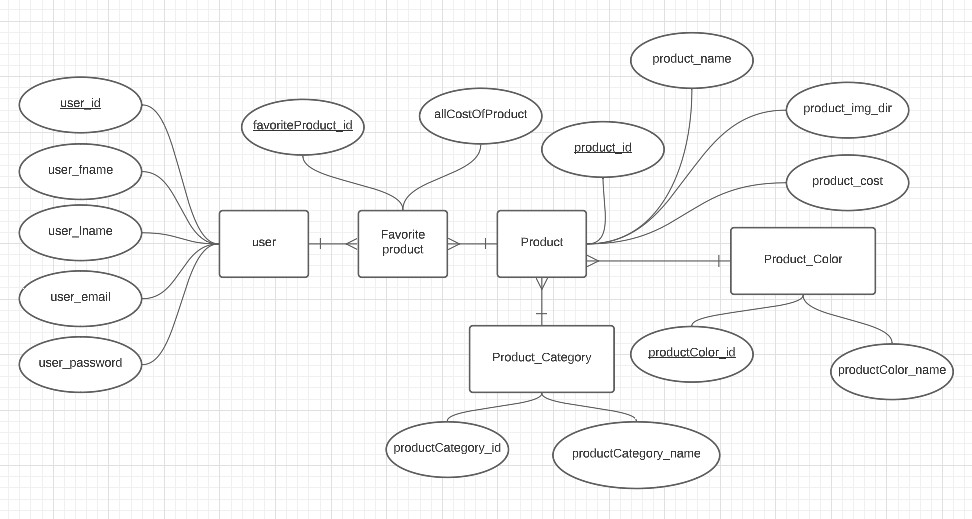 product_name
user_id
favoriteProduct_id
allCostOfProduct
product_img_dir
product_id
user_fname
product_cost
user_lname
user
Favorite
product
Product
Product_Color
user_email
user_password
Product_Category
productColor_id
productColor_name
productCategory_id
productCategory_name